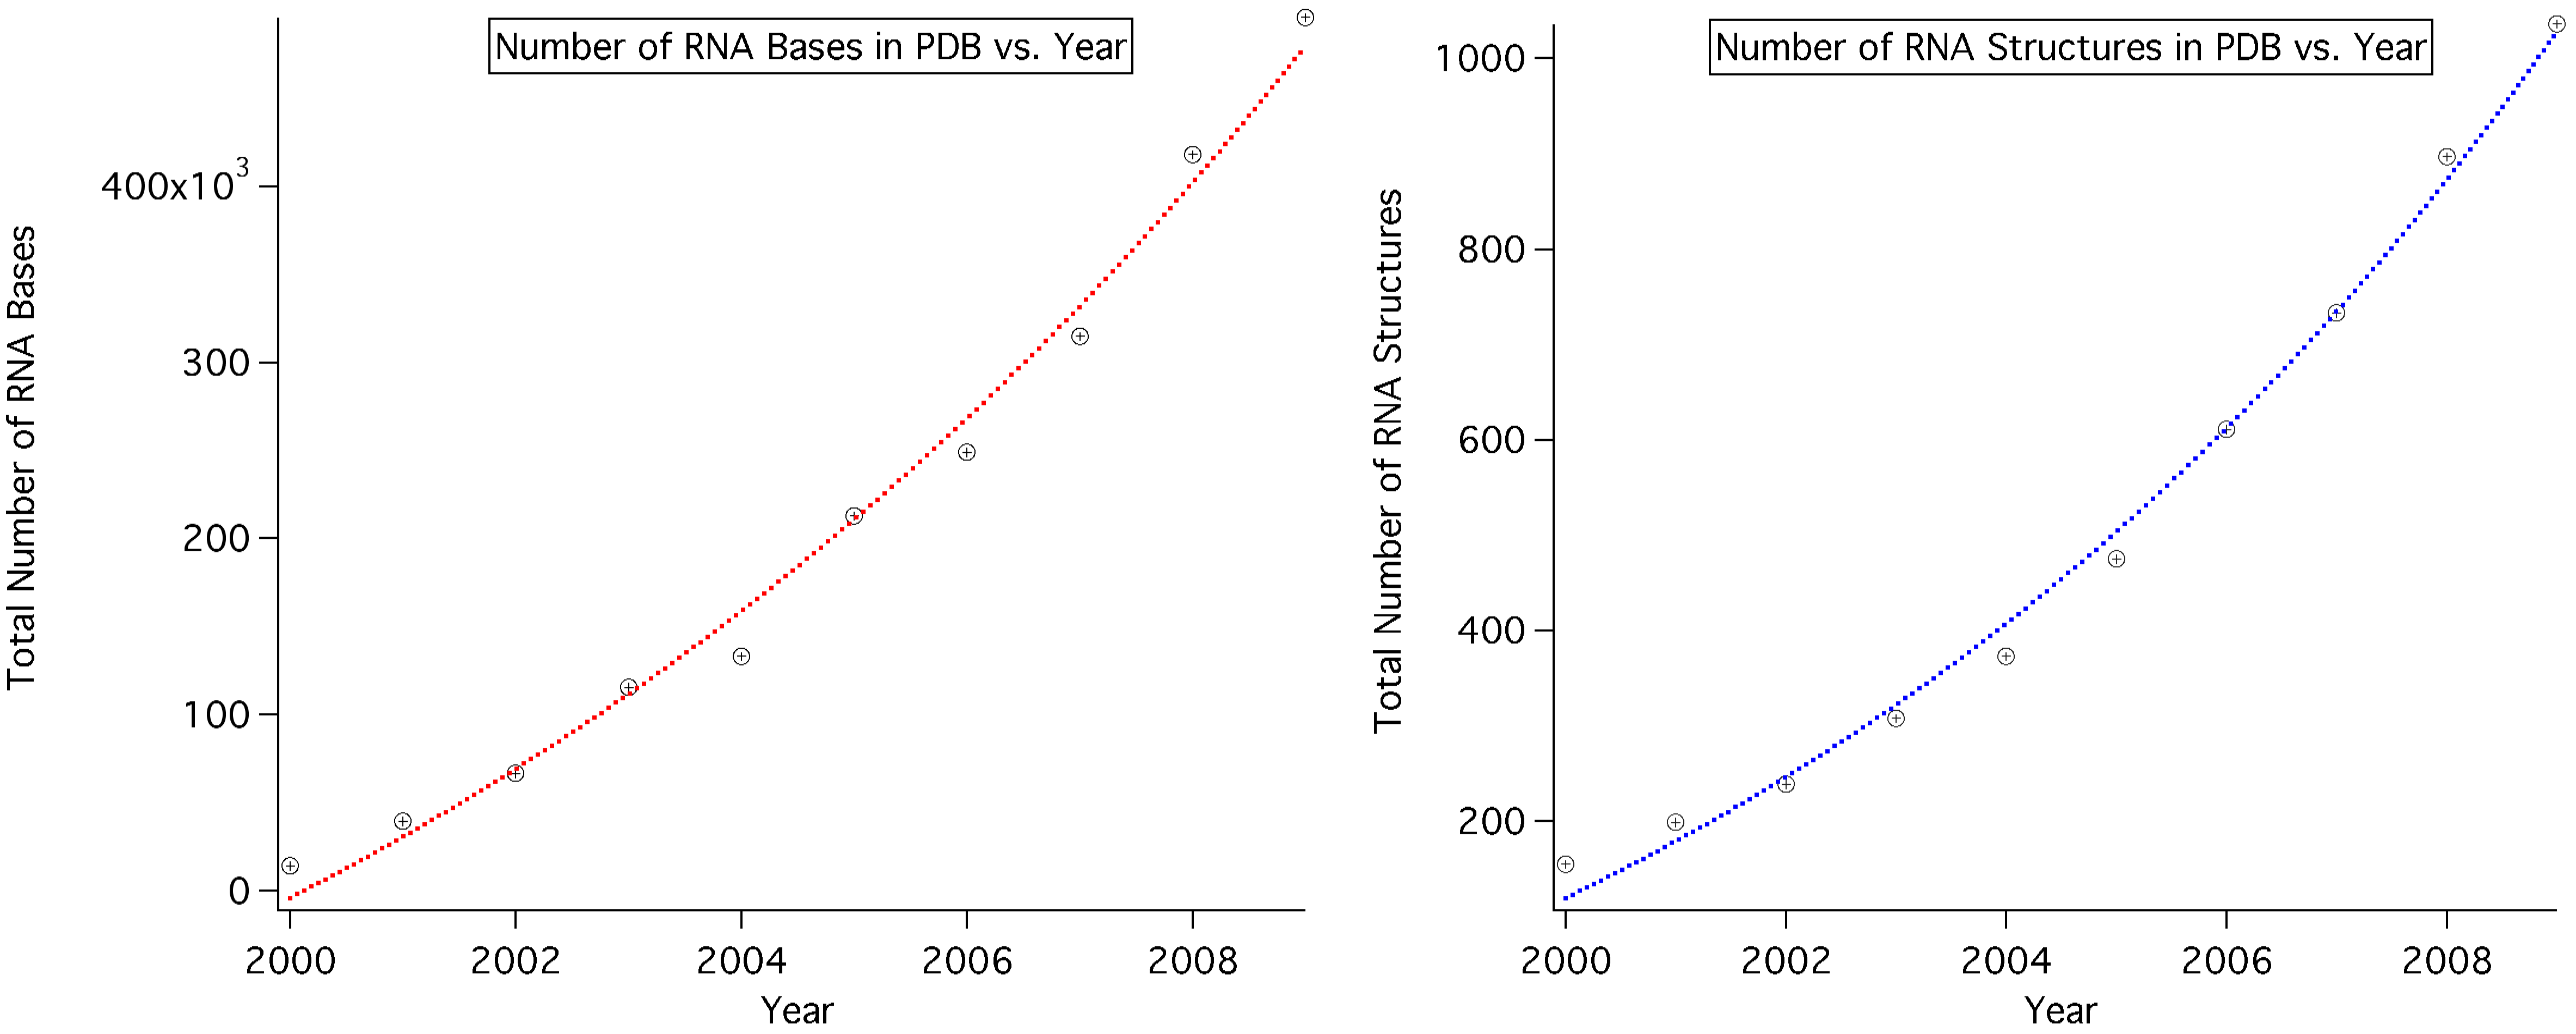 Number of RNA Bases in PDB vs. Year
Total Number of RNA Bases
400x10³
300
200
100
0
2000 2002 2004 2006 2008
Year
Number of RNA Structures in PDB vs. Year
Total Number of RNA Structures
1000
800
600
400
200
2000 2002 2004 2006 2008
Year